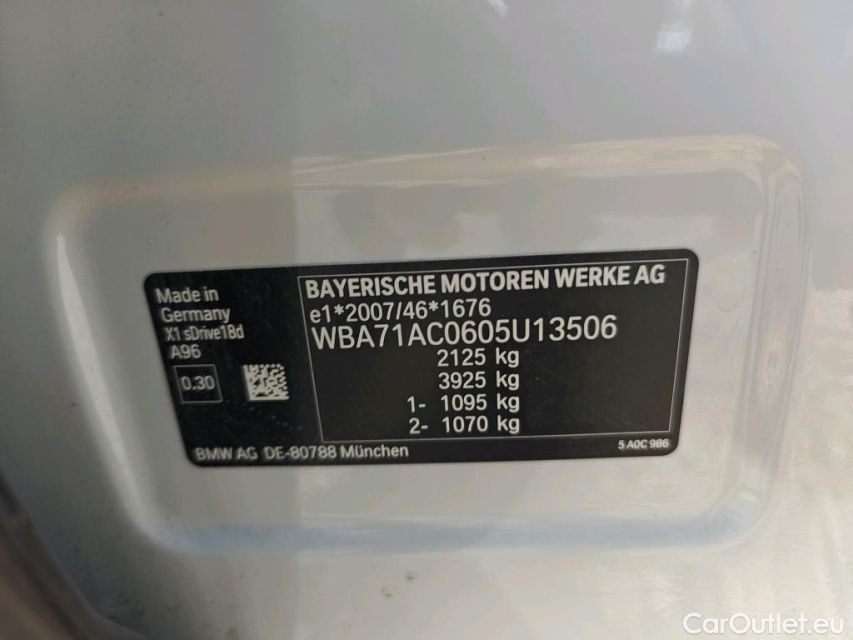 Made in
Germany
X1 sDrive18d
A96
0.30
BAYERISCHE MOTOREN WERKE AG
e1*2007/46*1676
WBA71AC0605U13506
2125 kg
3925 kg
1- 1095 kg
2- 1070 kg
BMW AG DE-80788 München
5 A0C 986
CarOutlet.eu